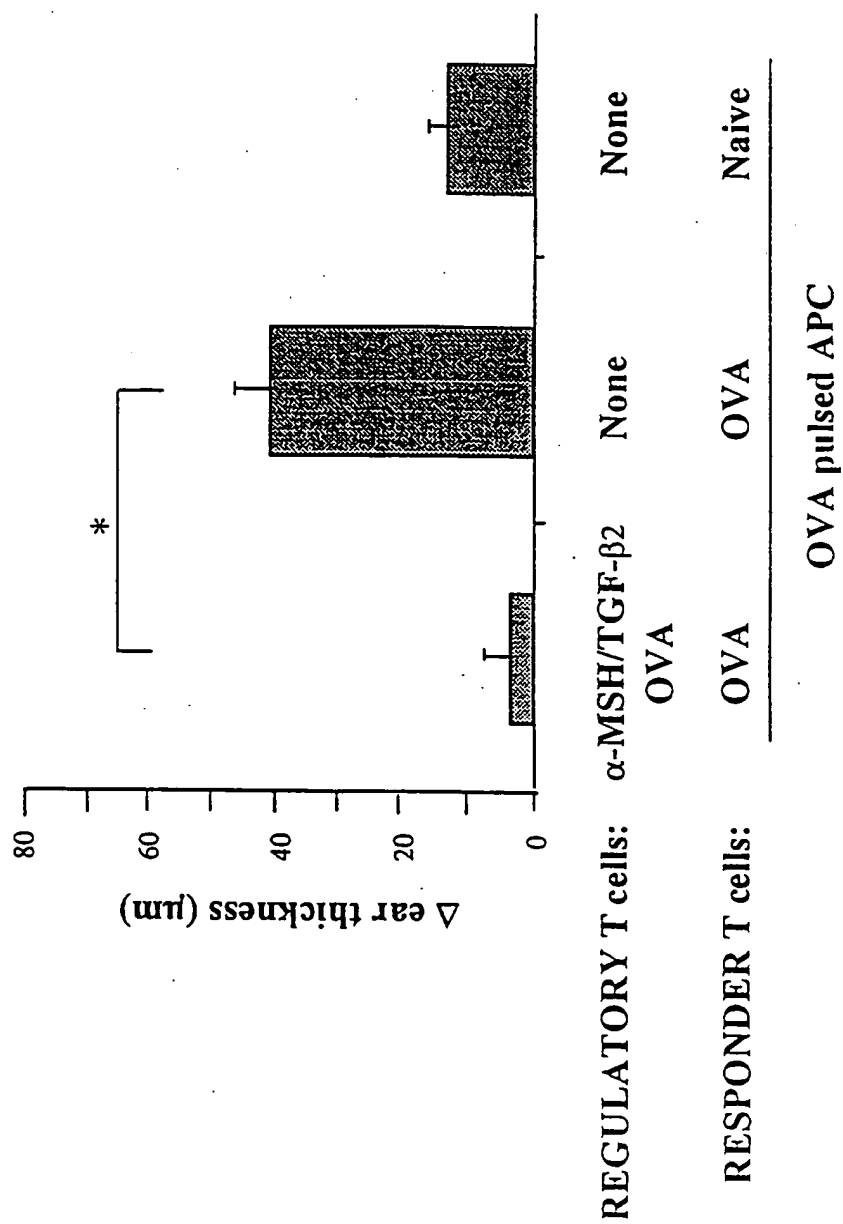 *
80
60
40
20
0
Δ ear thickness (μm)
REGULATORY T cells: α-MSH/TGF-β2 None None
OVA
RESPONDER T cells: OVA OVA Naive
OVA pulsed APC